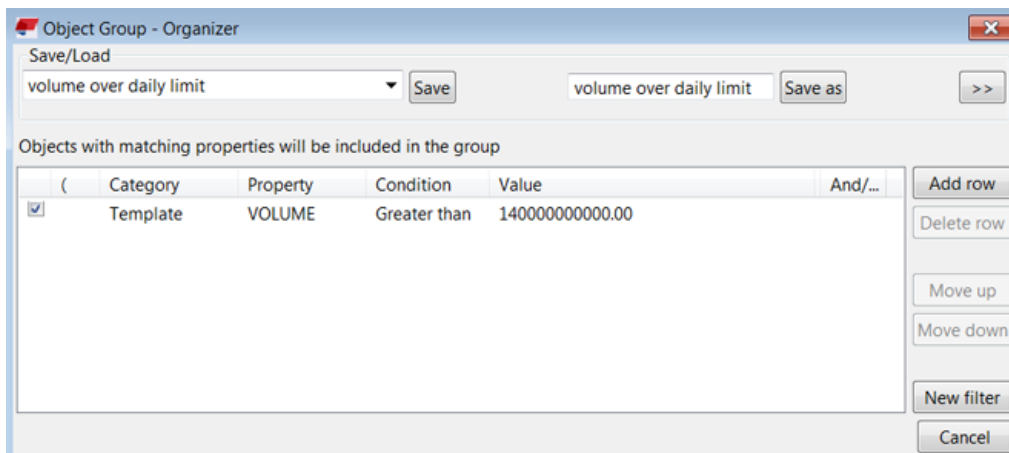 Object Group - Organizer
Save/Load
volume over daily limit Save volume over daily limit Save as >>
Objects with matching properties will be included in the group
( Category Property Condition Value And/... Add row
Template VOLUME Greater than 140000000000.00
Delete row
Move up
Move down
New filter
Cancel